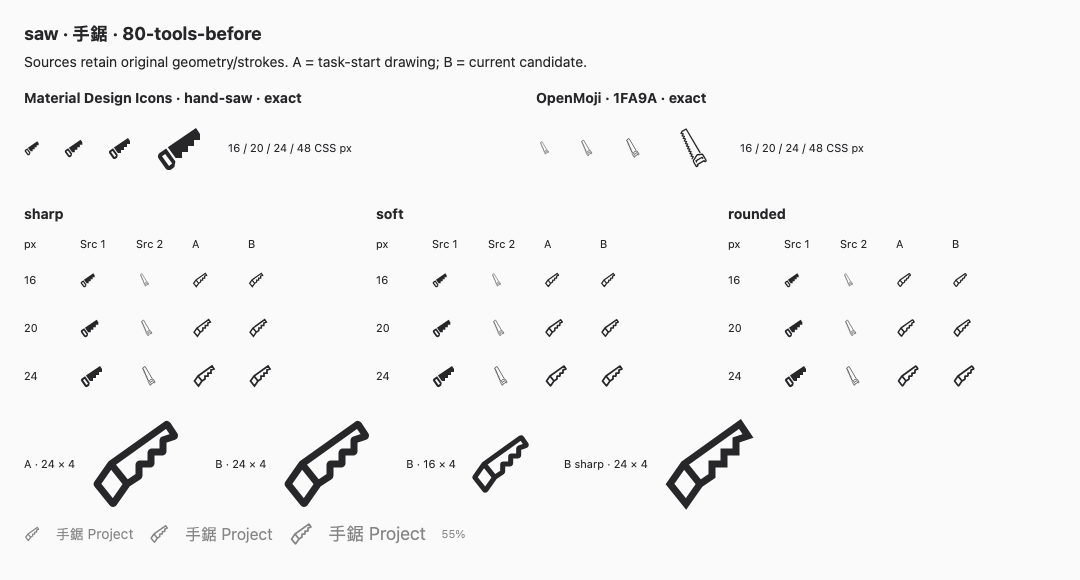 saw · 手鋸 · 80-tools-before
Sources retain original geometry/strokes. A = task-start drawing; B = current candidate.
Material Design Icons · hand-saw · exact
OpenMoji · 1FA9A · exact
16 / 20 / 24 / 48 CSS px
16 / 20 / 24 / 48 CSS px
sharp
soft
rounded
px Src 1 Src 2 A B
px Src 1 Src 2 A B
px Src 1 Src 2 A B
16
16
16
20
20
20
24
24
24
A · 24 × 4
B · 24 × 4
B · 16 × 4
B sharp · 24 × 4
手鋸 Project
手鋸 Project
手鋸 Project
55%